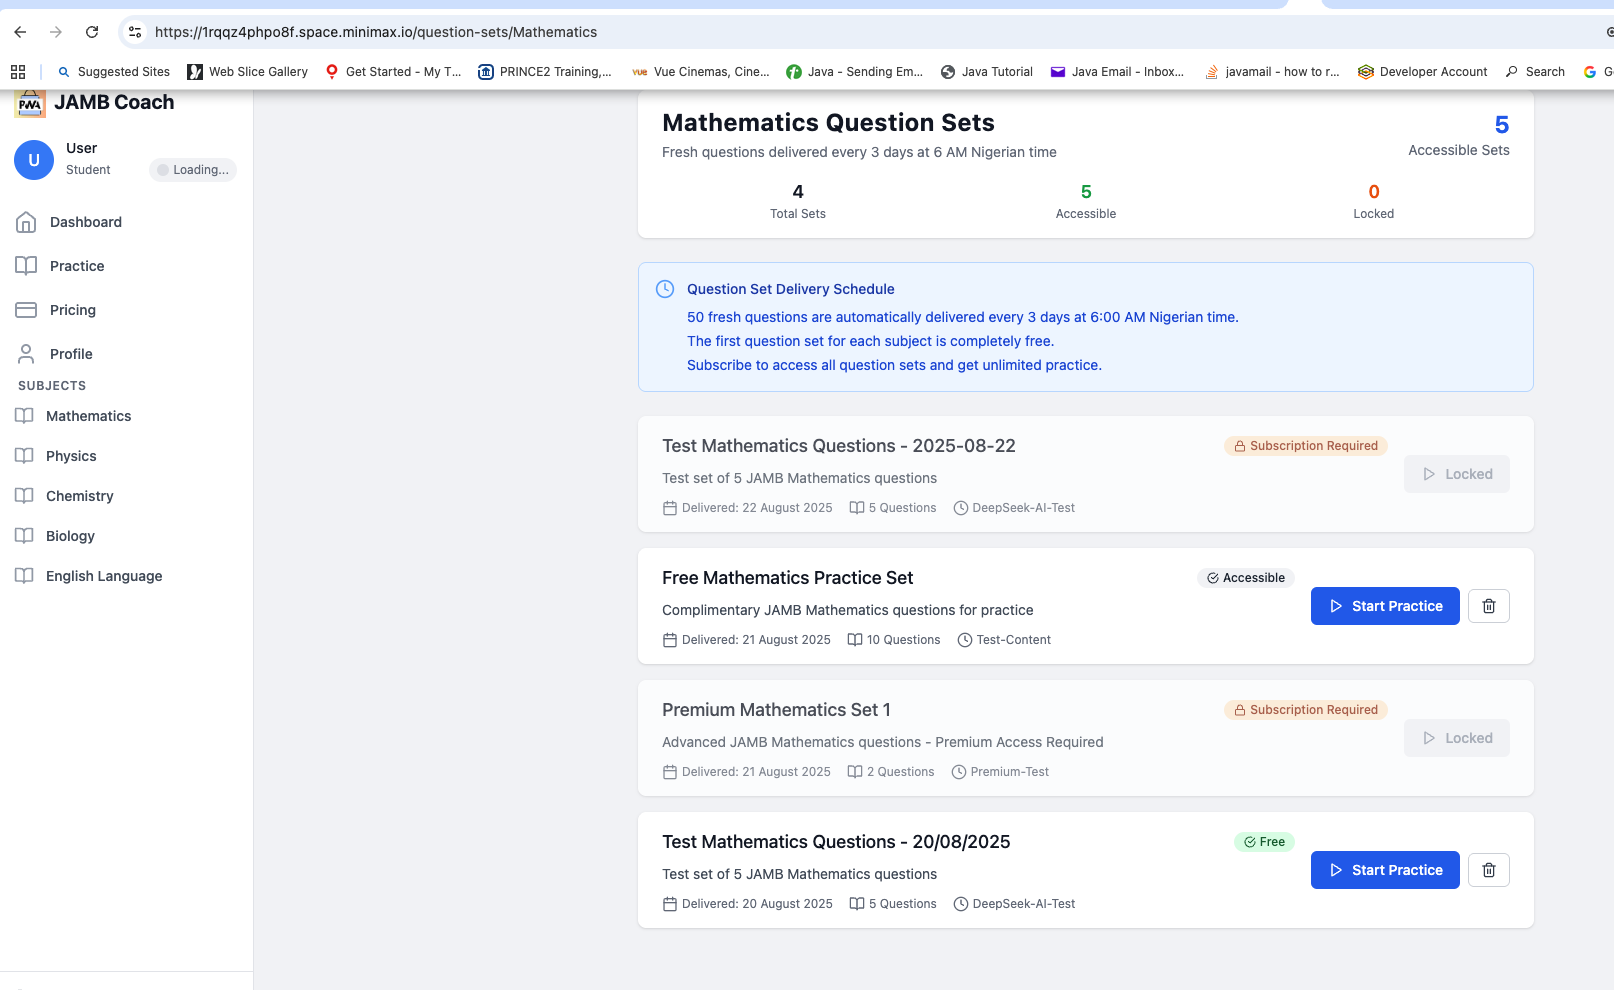 https://1rqqz4phpo8f.space.minimax.io/question-sets/Mathematics
Suggested Sites Web Slice Gallery Get Started - My T... PRINCE2 Training,... Vue Cinemas, Cine... Java - Sending Em... Java Tutorial Java Email - Inbox... javamail - how to r... Developer Account Search
JAMB Coach
U
User
Student
Loading...
Dashboard
Practice
Pricing
Profile
SUBJECTS
Mathematics
Physics
Chemistry
Biology
English Language
Mathematics Question Sets
Fresh questions delivered every 3 days at 6 AM Nigerian time
5
Accessible Sets
4
Total Sets
5
Accessible
0
Locked
Question Set Delivery Schedule
50 fresh questions are automatically delivered every 3 days at 6:00 AM Nigerian time.
The first question set for each subject is completely free.
Subscribe to access all question sets and get unlimited practice.
Test Mathematics Questions - 2025-08-22
Subscription Required
Test set of 5 JAMB Mathematics questions
Locked
Delivered: 22 August 2025 5 Questions DeepSeek-AI-Test
Free Mathematics Practice Set
Accessible
Complimentary JAMB Mathematics questions for practice
Start Practice
Delivered: 21 August 2025 10 Questions Test-Content
Premium Mathematics Set 1
Subscription Required
Advanced JAMB Mathematics questions - Premium Access Required
Locked
Delivered: 21 August 2025 2 Questions Premium-Test
Test Mathematics Questions - 20/08/2025
Free
Test set of 5 JAMB Mathematics questions
Start Practice
Delivered: 20 August 2025 5 Questions DeepSeek-AI-Test